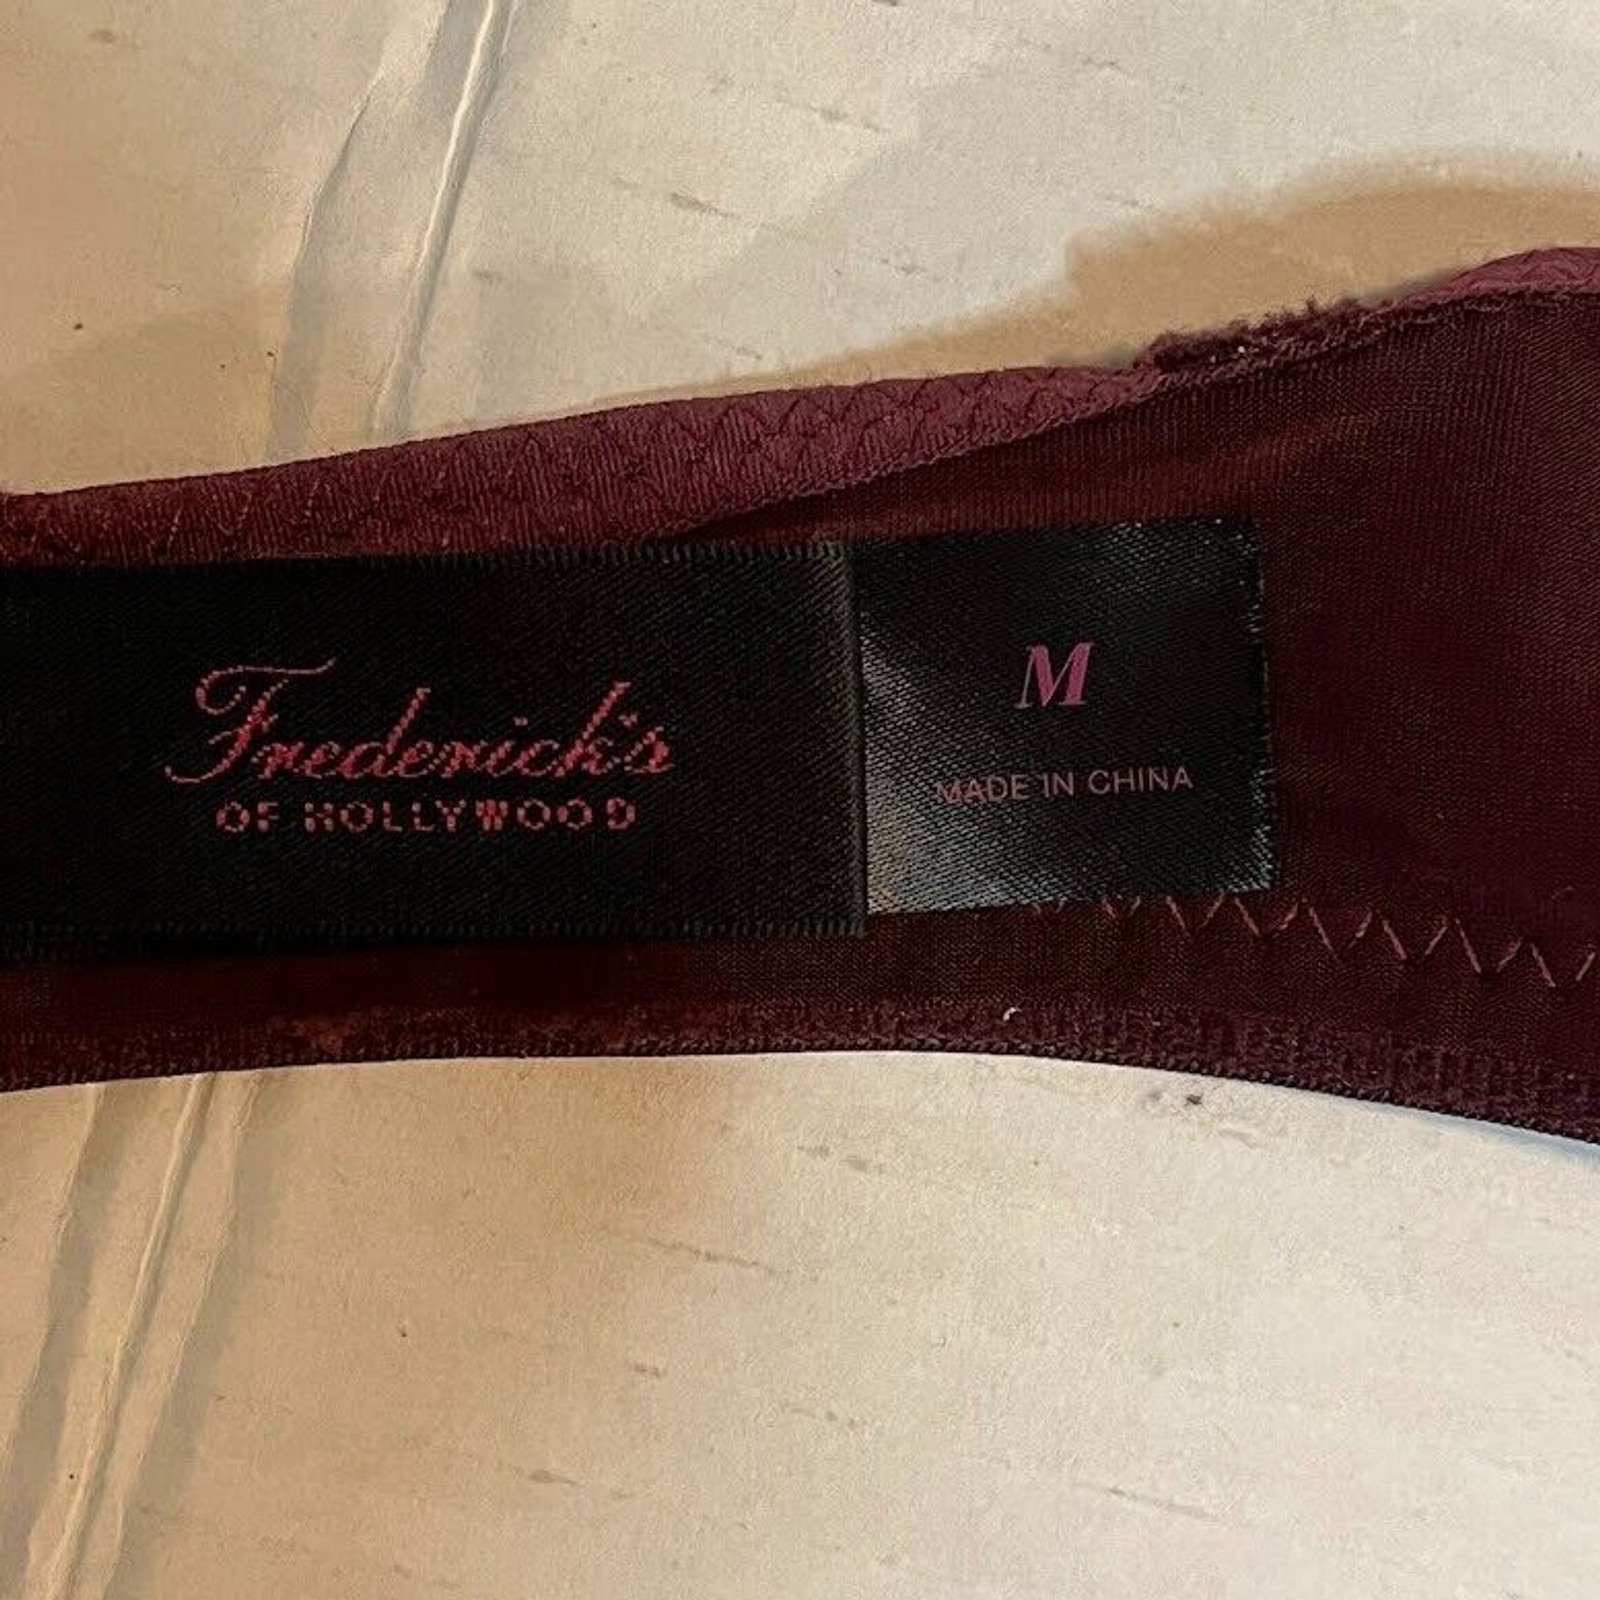 Frederick's
OF HOLLYWOOD
M
MADE IN CHINA